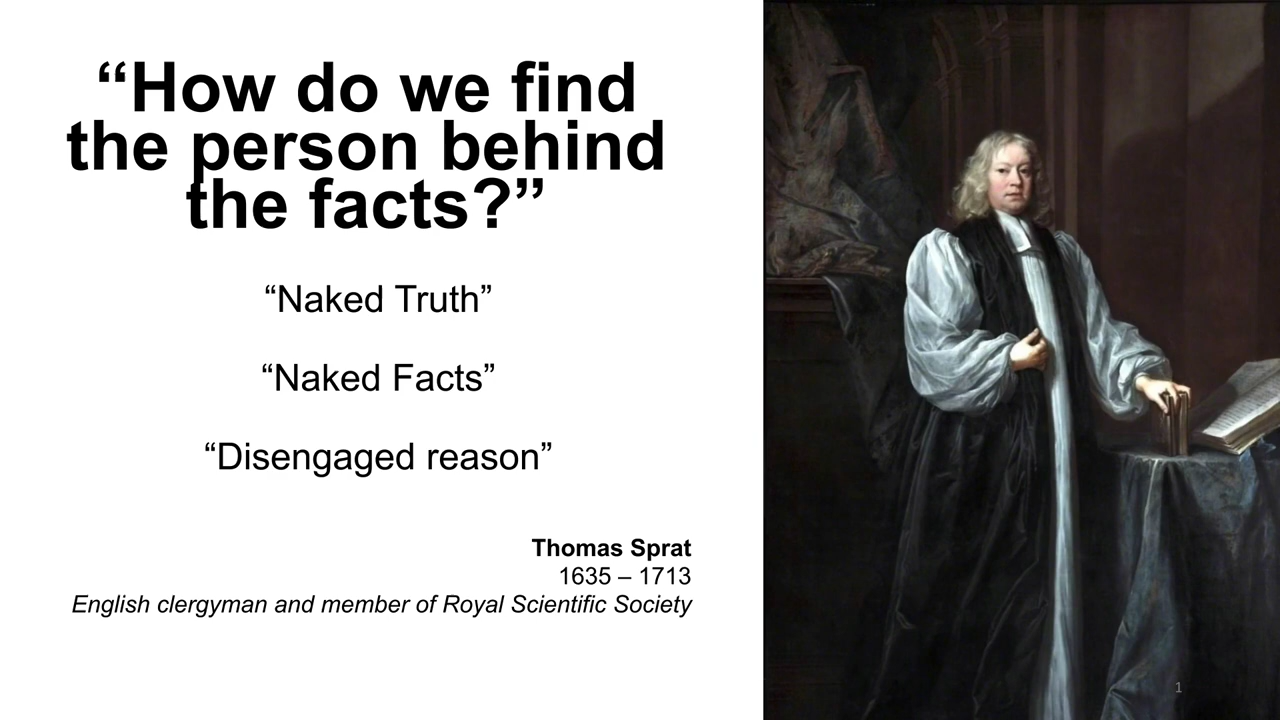 “How do we find
the person behind
the facts?”
“Naked Truth”
“Naked Facts”
“Disengaged reason”
Thomas Sprat
1635 – 1713
English clergyman and member of Royal Scientific Society
1